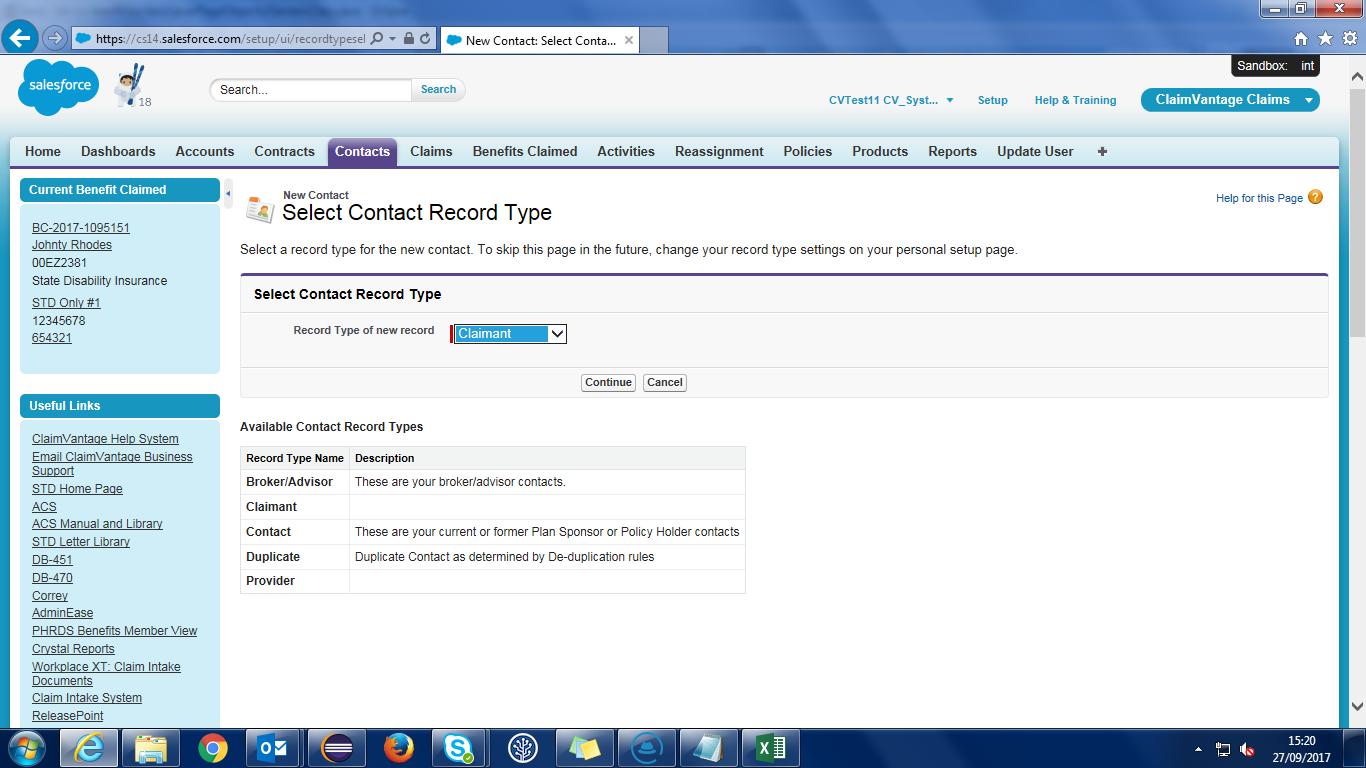 https://cs14.salesforce.com/setup/ui/recordtypesel
New Contact: Select Conta...
Sandbox: int
salesforce
18
Search...
Search
CVTest11 CV_Syst...
Setup
Help & Training
ClaimVantage Claims
Home Dashboards Accounts Contracts Contacts Claims Benefits Claimed Activities Reassignment Policies Products Reports Update User +
Current Benefit Claimed
BC-2017-1095151
Johnty Rhodes
00EZ2381
State Disability Insurance
STD Only #1
12345678
654321
Useful Links
ClaimVantage Help System
Email ClaimVantage Business
Support
STD Home Page
ACS
ACS Manual and Library
STD Letter Library
DB-451
DB-470
Correy
AdminEase
PHRDS Benefits Member View
Crystal Reports
Workplace XT: Claim Intake
Documents
Claim Intake System
ReleasePoint
New Contact
Select Contact Record Type
Help for this Page ?
Select a record type for the new contact. To skip this page in the future, change your record type settings on your personal setup page.
Select Contact Record Type
Record Type of new record Claimant
Continue Cancel
Available Contact Record Types
Record Type Name Description
Broker/Advisor These are your broker/advisor contacts.
Claimant
Contact These are your current or former Plan Sponsor or Policy Holder contacts
Duplicate Duplicate Contact as determined by De-duplication rules
Provider
15:20
27/09/2017